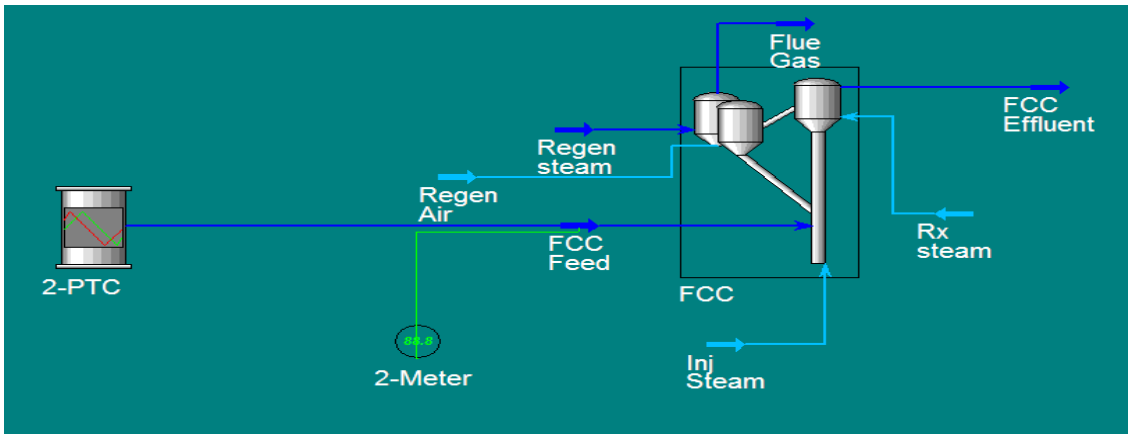 Flue
Gas
FCC
Effluent
Regen
steam
Regen
Air
FCC
Feed
Rx
steam
2-PTC
FCC
88.8
2-Meter
Inj
Steam